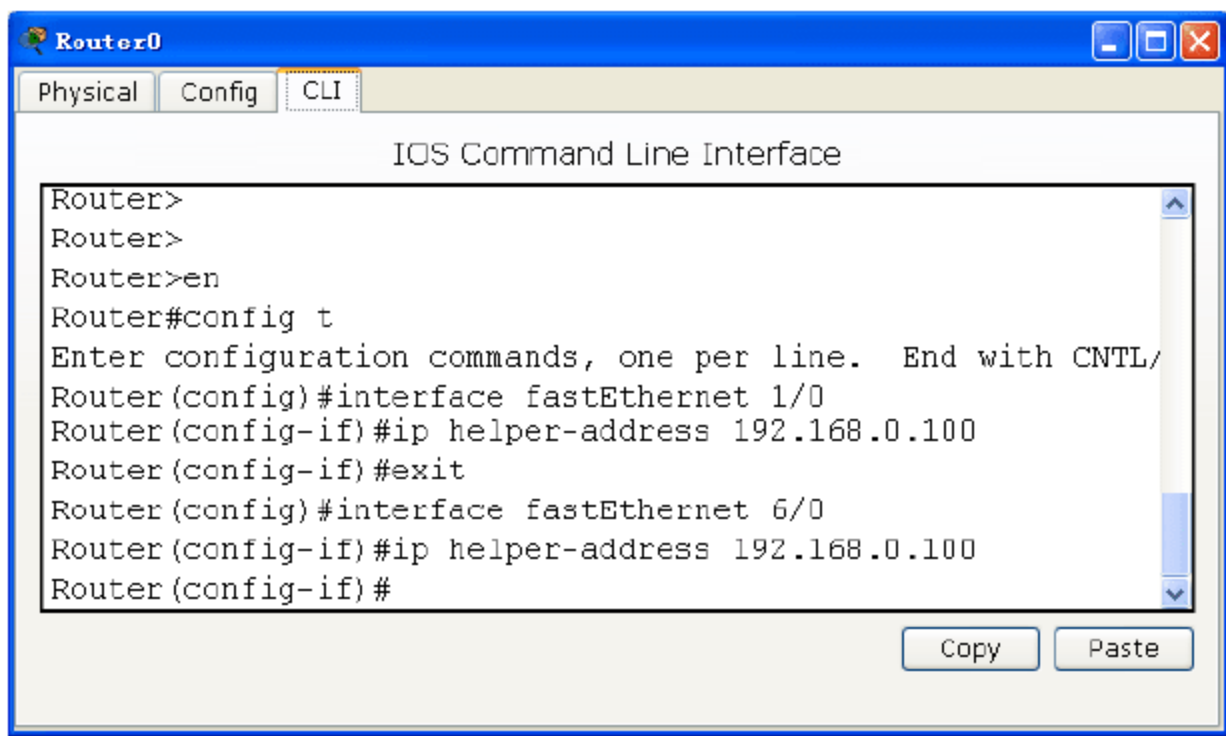 Router0
Physical Config CLI
IOS Command Line Interface
Router>
Router>
Router>en
Router#config t
Enter configuration commands, one per line.  End with CNTL/
Router(config)#interface fastEthernet 1/0
Router(config-if)#ip helper-address 192.168.0.100
Router(config-if)#exit
Router(config)#interface fastEthernet 6/0
Router(config-if)#ip helper-address 192.168.0.100
Router(config-if)#
Copy Paste